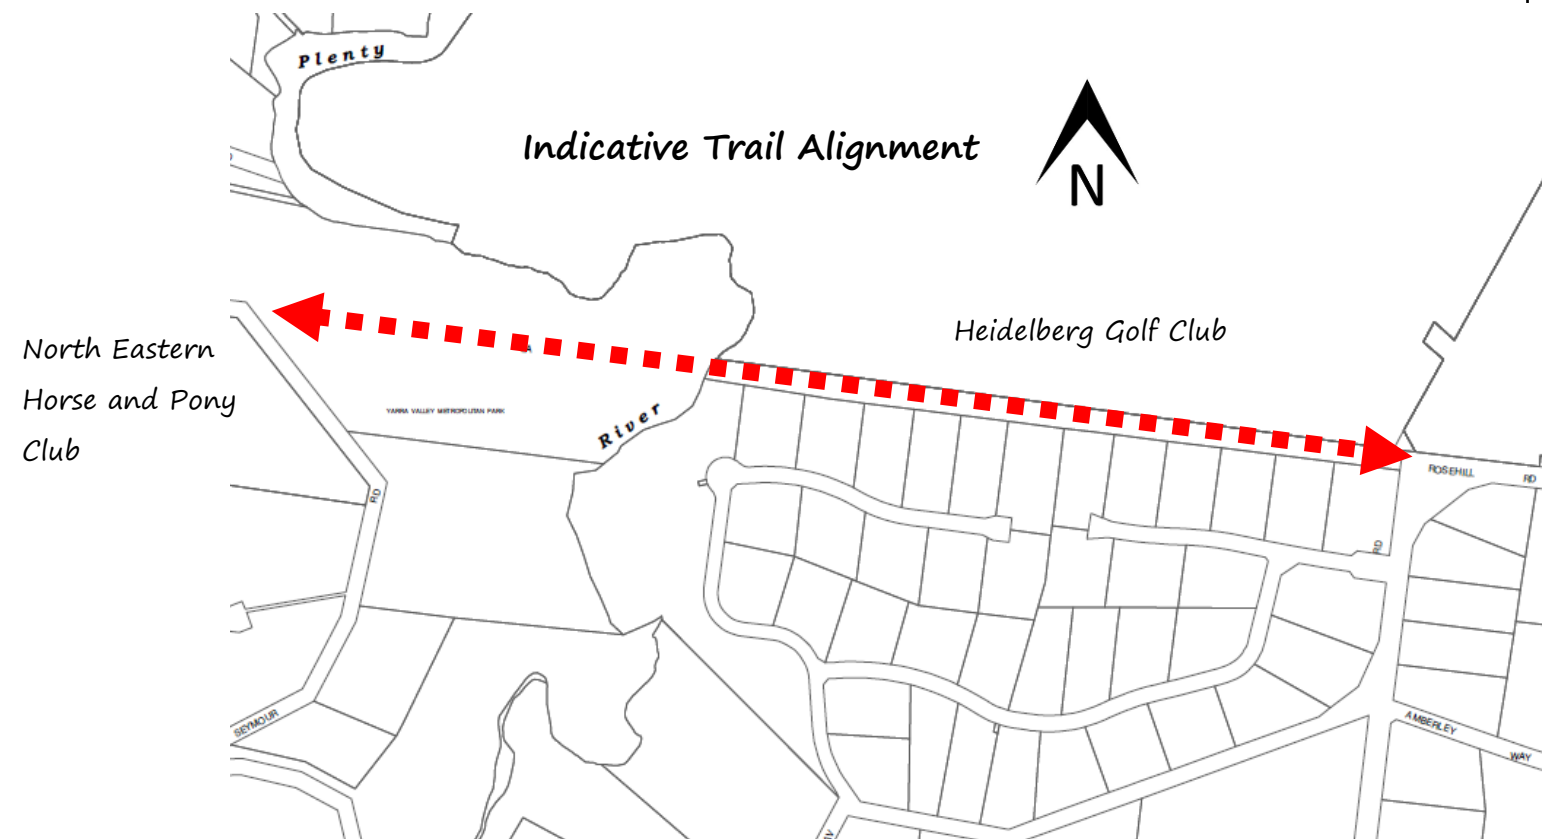 Plenty
Indicative Trail Alignment
N
Heidelberg Golf Club
North Eastern
Horse and Pony
Club
YARRA VALLEY METROPOLITAN PARK
River
ROSEHILL RD
RD
RD
SEYMOUR
AMBERLEY WAY